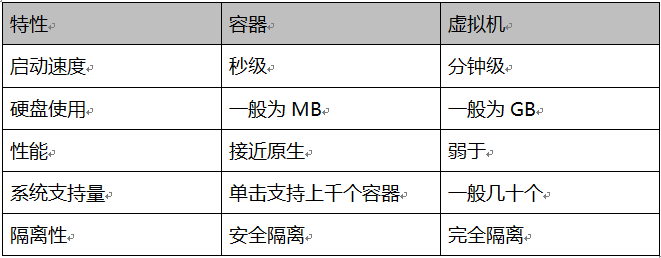 特性 容器 虚拟机
启动速度 秒级 分钟级
硬盘使用 一般为 MB 一般为 GB
性能 接近原生 弱于
系统支持量 单击支持上千个容器 一般几十个
隔离性 安全隔离 完全隔离